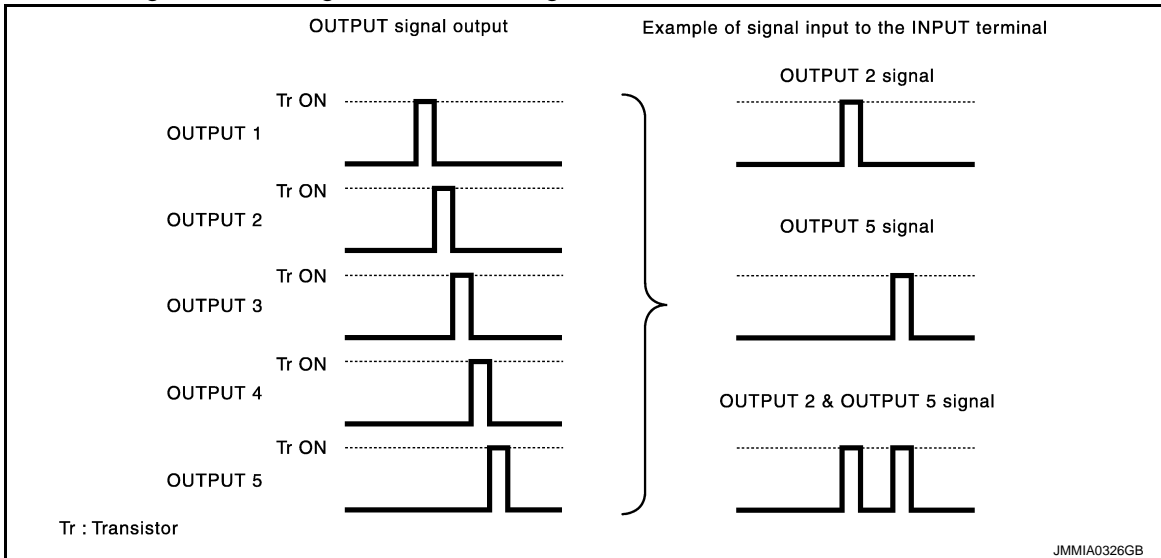 OUTPUT signal output
Example of signal input to the INPUT terminal
OUTPUT 1
Tr ON
OUTPUT 2
Tr ON
OUTPUT 3
Tr ON
OUTPUT 4
Tr ON
OUTPUT 5
Tr ON
OUTPUT 2 signal
OUTPUT 5 signal
OUTPUT 2 & OUTPUT 5 signal
Tr : Transistor
JMMIA0326GB